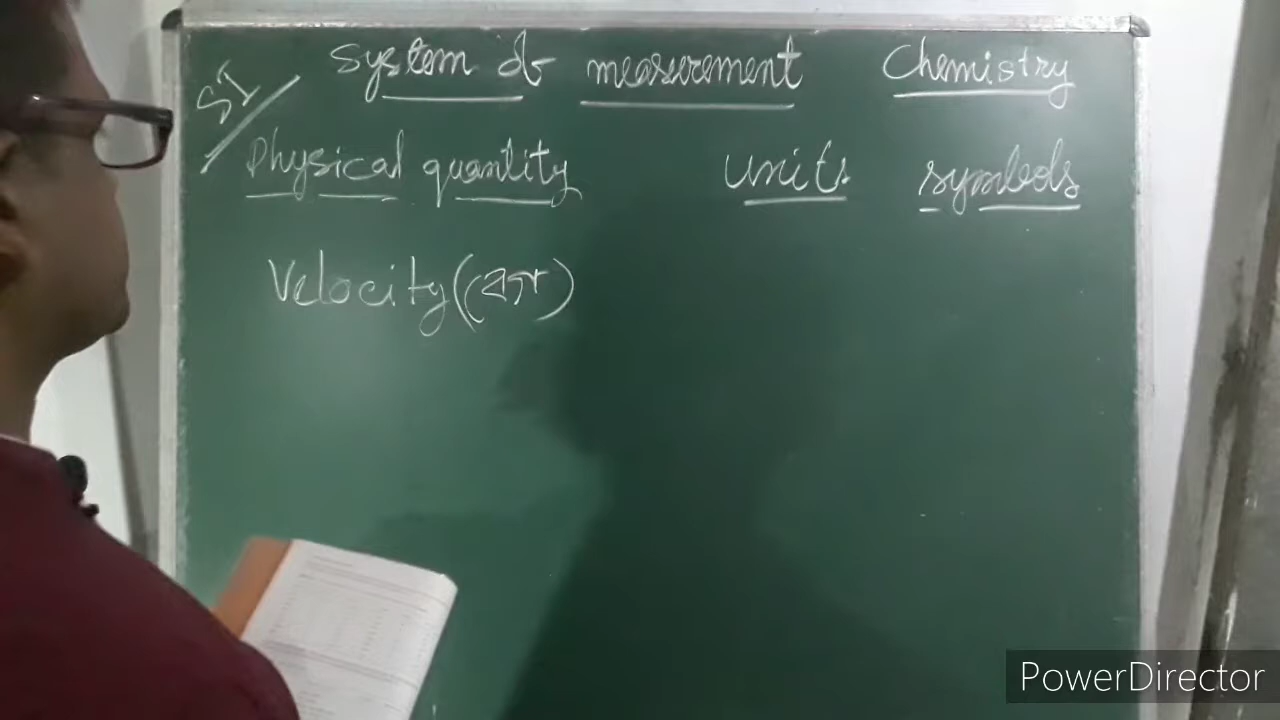 System of measurement Chemistry
SI
Physical quantity units symbols
Velocity (বেগ)
PowerDirector